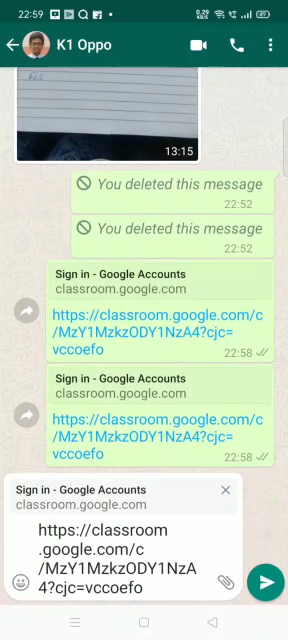 22:59
0.29
KB/S
K1 Oppo
13:15
You deleted this message
22:52
You deleted this message
22:52
Sign in - Google Accounts
classroom.google.com
https://classroom.google.com/c
/MzY1MzkzODY1NzA4?cjc=
vccoefo
22:58
Sign in - Google Accounts
classroom.google.com
https://classroom.google.com/c
/MzY1MzkzODY1NzA4?cjc=
vccoefo
22:58
Sign in - Google Accounts
classroom.google.com
https://classroom
.google.com/c
/MzY1MzkzODY1NzA
4?cjc=vccoefo